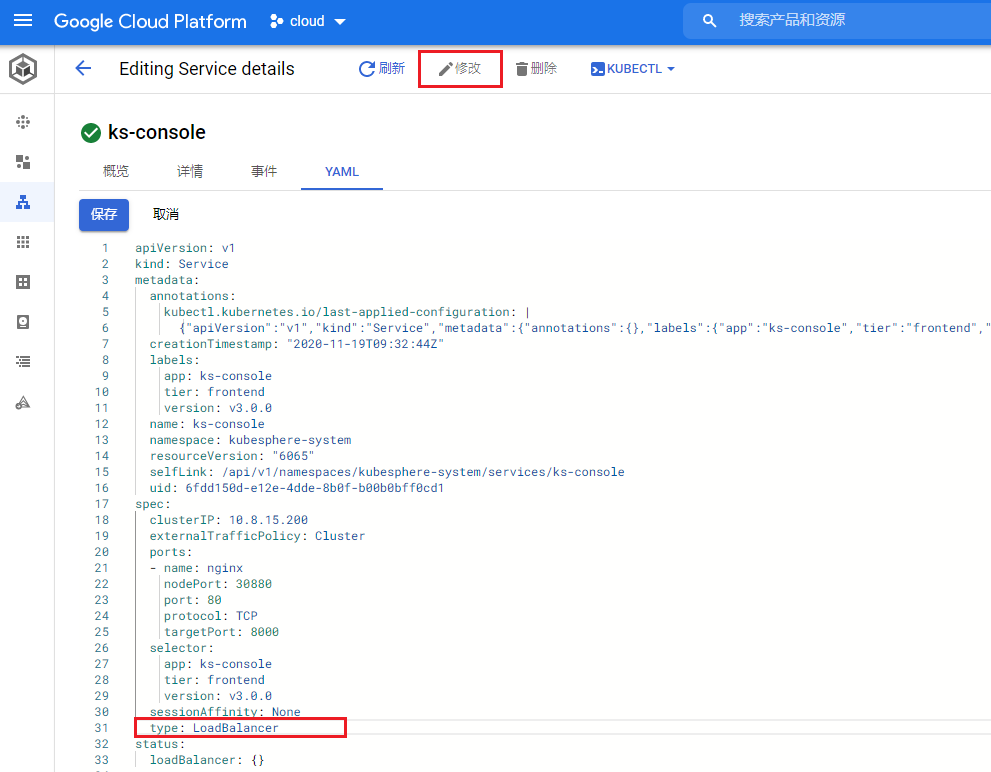 Google Cloud Platform cloud 搜索产品和资源
Editing Service details 刷新 修改 删除 KUBECTL
ks-console
概览 详情 事件 YAML
保存 取消
1 apiVersion: v1
2 kind: Service
3 metadata:
4 annotations:
5 kubectl.kubernetes.io/last-applied-configuration: |
6 {"apiVersion":"v1","kind":"Service","metadata":{"annotations":{},"labels":{"app":"ks-console","tier":"frontend","
7 creationTimestamp: "2020-11-19T09:32:44Z"
8 labels:
9 app: ks-console
10 tier: frontend
11 version: v3.0.0
12 name: ks-console
13 namespace: kubesphere-system
14 resourceVersion: "6065"
15 selfLink: /api/v1/namespaces/kubesphere-system/services/ks-console
16 uid: 6fdd150d-e12e-4dde-8b0f-b00b0bff0cd1
17 spec:
18 clusterIP: 10.8.15.200
19 externalTrafficPolicy: Cluster
20 ports:
21 - name: nginx
22 nodePort: 30880
23 port: 80
24 protocol: TCP
25 targetPort: 8000
26 selector:
27 app: ks-console
28 tier: frontend
29 version: v3.0.0
30 sessionAffinity: None
31 type: LoadBalancer
32 status:
33 loadBalancer: {}